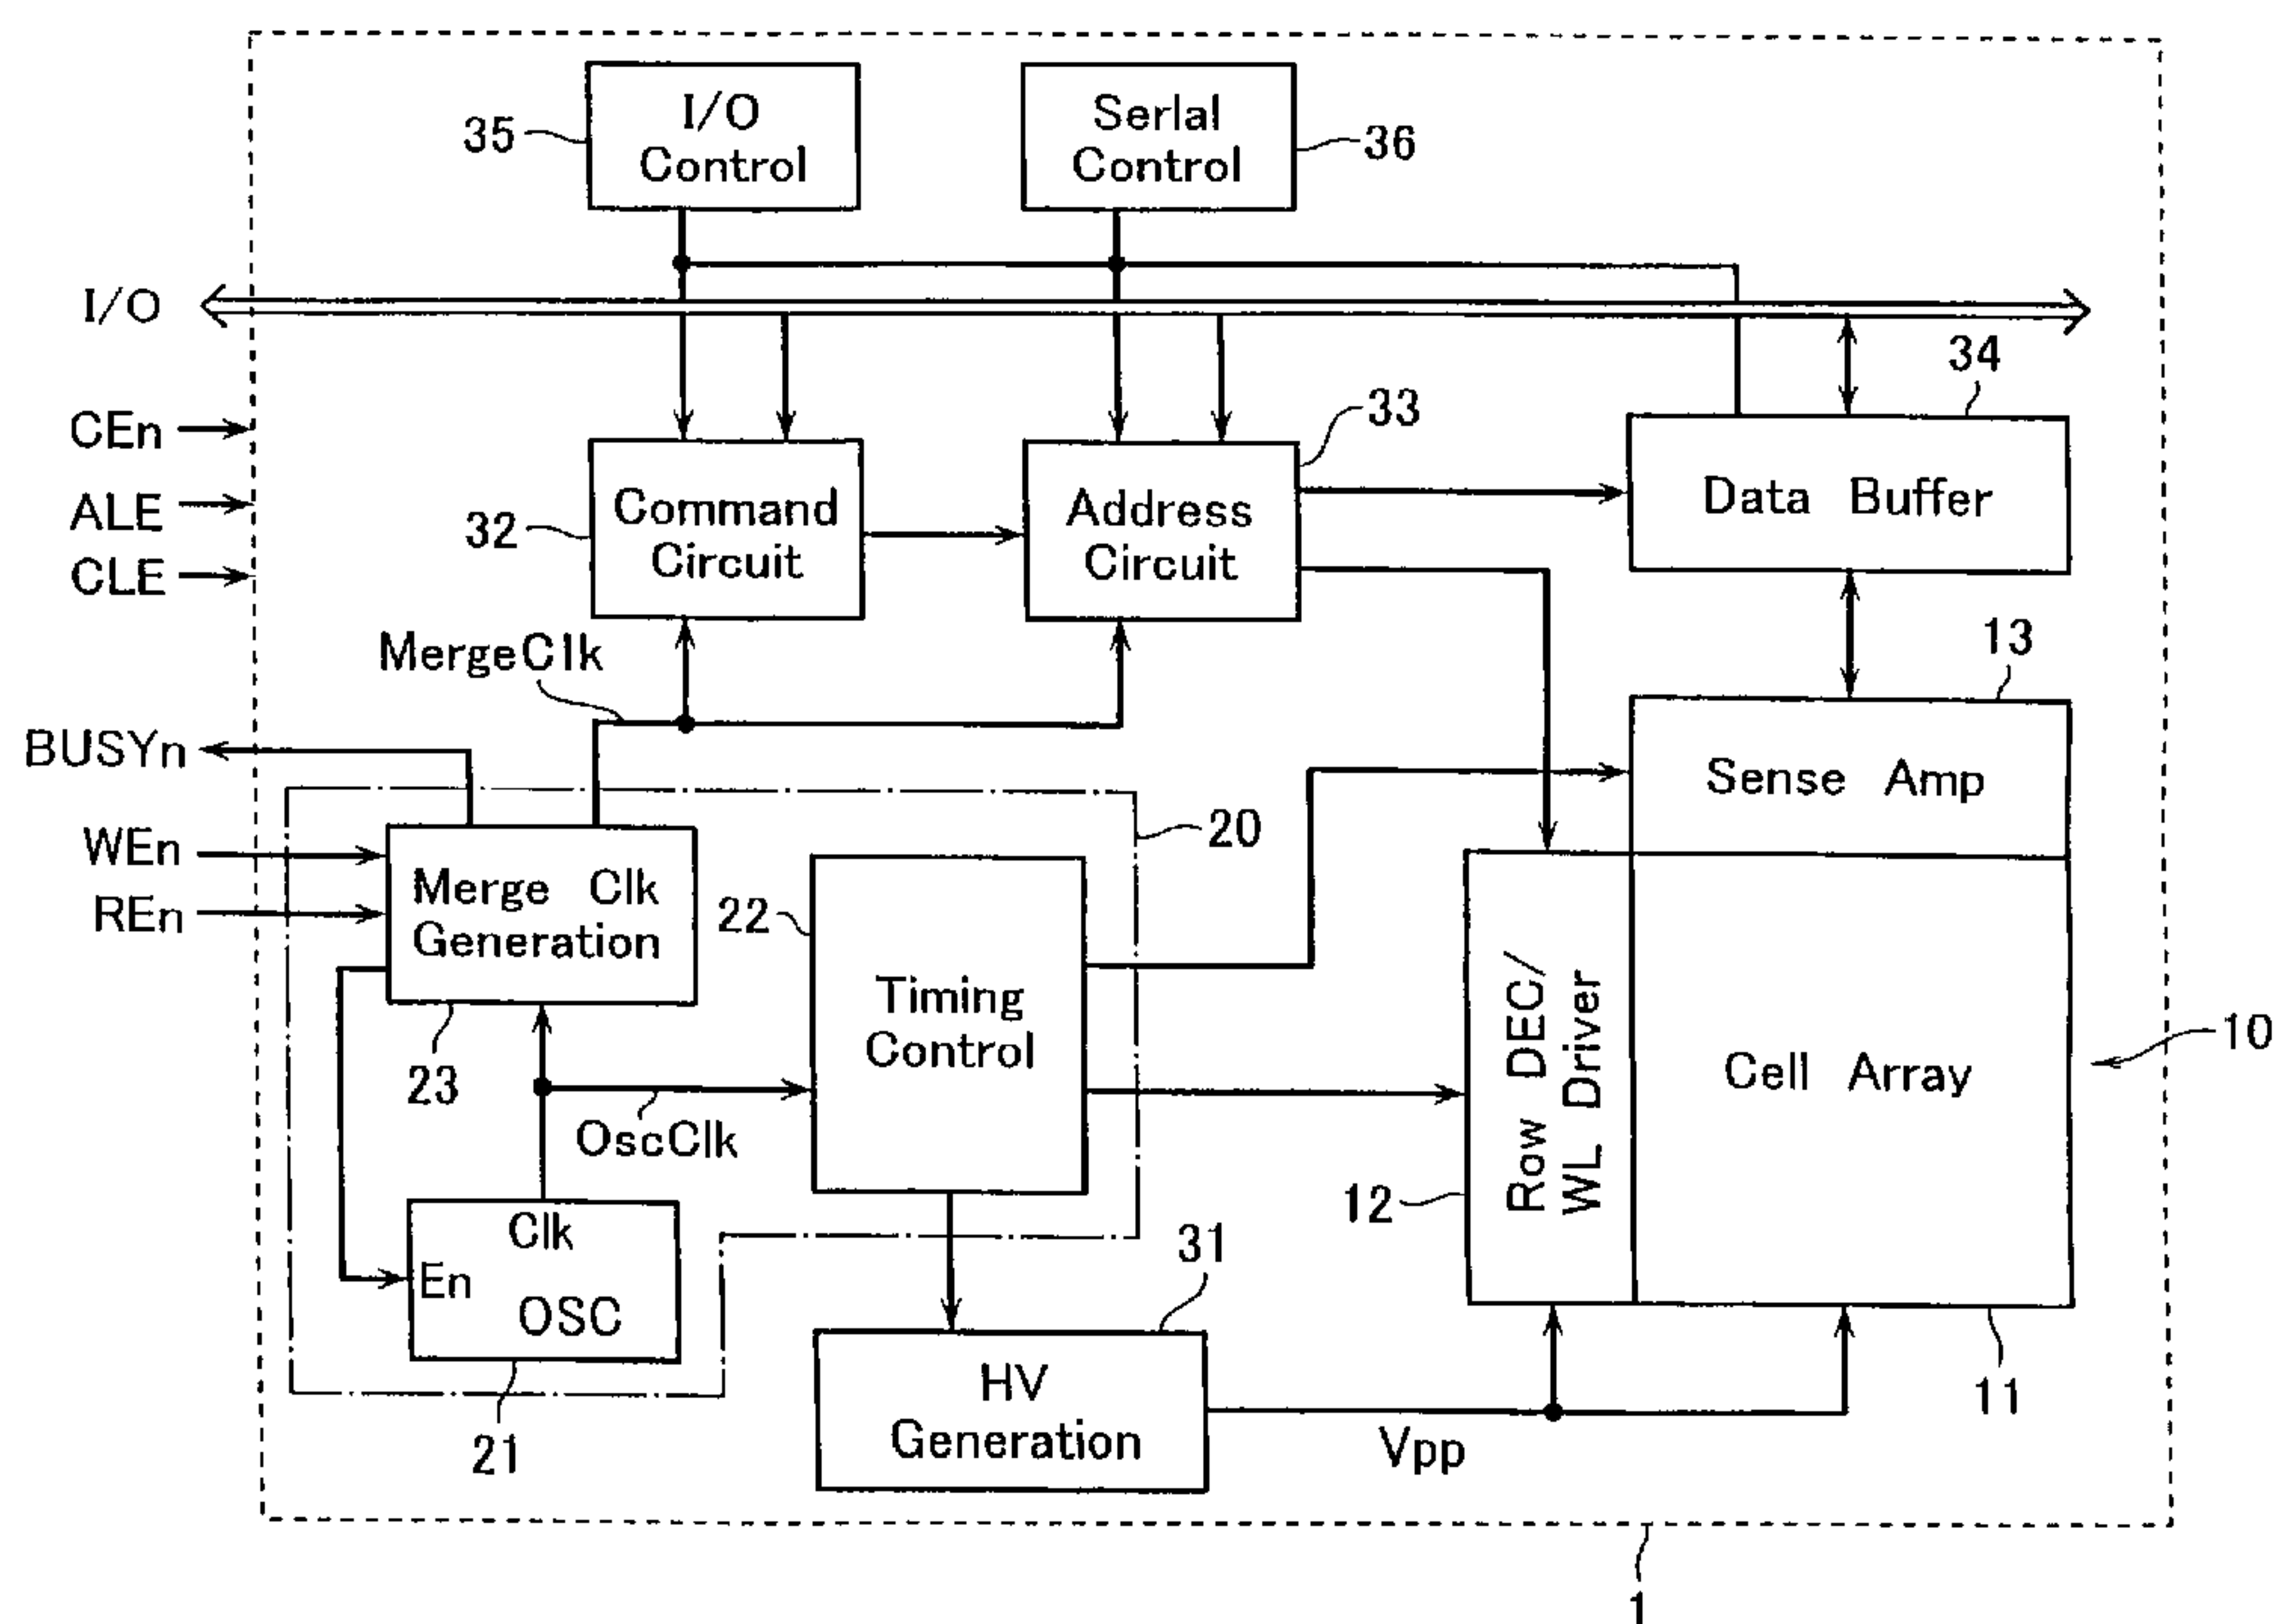 I/O
Control
35
Serlal
Control
36
I/O
34
33
CEn
ALE
CLE
Command
Circuit
32
Address
Circuit
Data Buffer
MergeClk
13
BUSYn
Sense Amp
WEn
REn
20
Merge Clk
Generation
22
23
Timing
Control
OscClk
Row DEC/
WL Driver
Cell Array
10
12
Clk
En
OSC
31
21
HV
Generation
Vpp
11
1